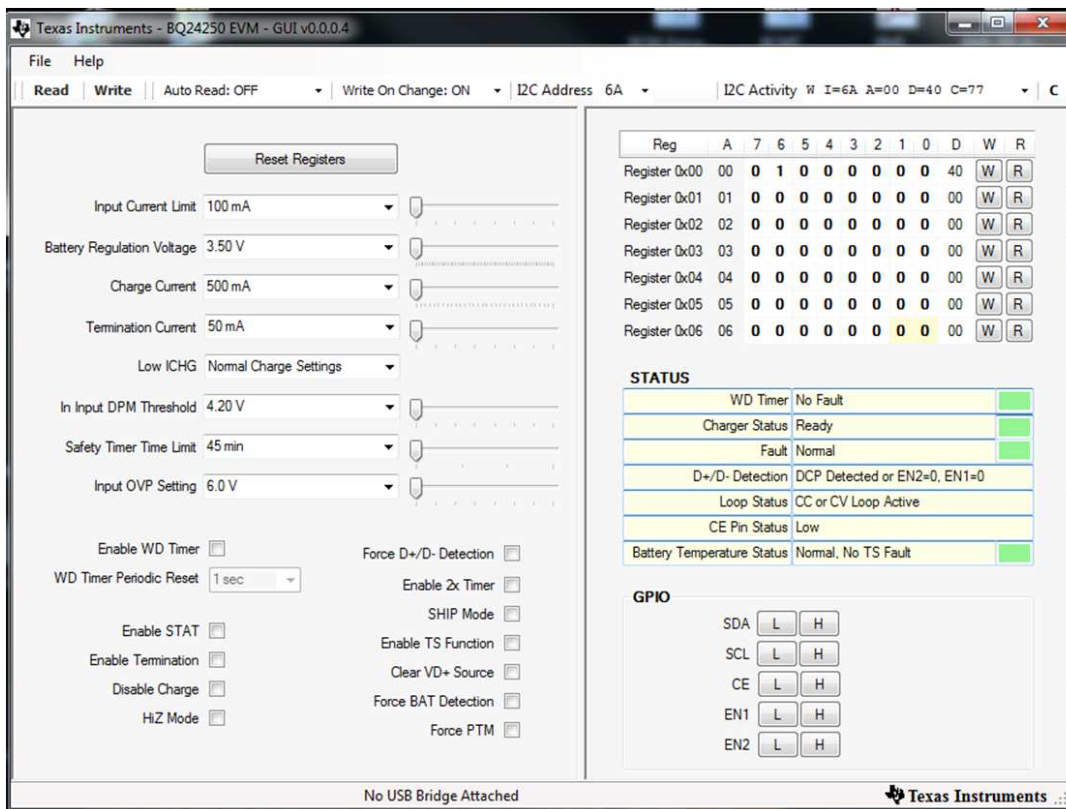 Texas Instruments - BQ24250 EVM - GUI v0.0.0.4
File Help
Read Write Auto Read: OFF Write On Change: ON I2C Address 6A I2C Activity W I=6A A=00 D=40 C=77 C
Reset Registers
Input Current Limit 100 mA
Battery Regulation Voltage 3.50 V
Charge Current 500 mA
Termination Current 50 mA
Low ICHG Normal Charge Settings
In Input DPM Threshold 4.20 V
Safety Timer Time Limit 45 min
Input OVP Setting 6.0 V
Enable WD Timer
WD Timer Periodic Reset 1 sec
Enable STAT
Enable Termination
Disable Charge
HiZ Mode
Force D+/D- Detection
Enable 2x Timer
SHIP Mode
Enable TS Function
Clear VD+ Source
Force BAT Detection
Force PTM
Reg A 7 6 5 4 3 2 1 0 D W R
Register 0x00 00 0 1 0 0 0 0 0 0 40 W R
Register 0x01 01 0 0 0 0 0 0 0 0 00 W R
Register 0x02 02 0 0 0 0 0 0 0 0 00 W R
Register 0x03 03 0 0 0 0 0 0 0 0 00 W R
Register 0x04 04 0 0 0 0 0 0 0 0 00 W R
Register 0x05 05 0 0 0 0 0 0 0 0 00 W R
Register 0x06 06 0 0 0 0 0 0 0 0 00 W R
STATUS
WD Timer No Fault
Charger Status Ready
Fault Normal
D+/D- Detection DCP Detected or EN2=0, EN1=0
Loop Status CC or CV Loop Active
CE Pin Status Low
Battery Temperature Status Normal, No TS Fault
GPIO
SDA L H
SCL L H
CE L H
EN1 L H
EN2 L H
No USB Bridge Attached
Texas Instruments